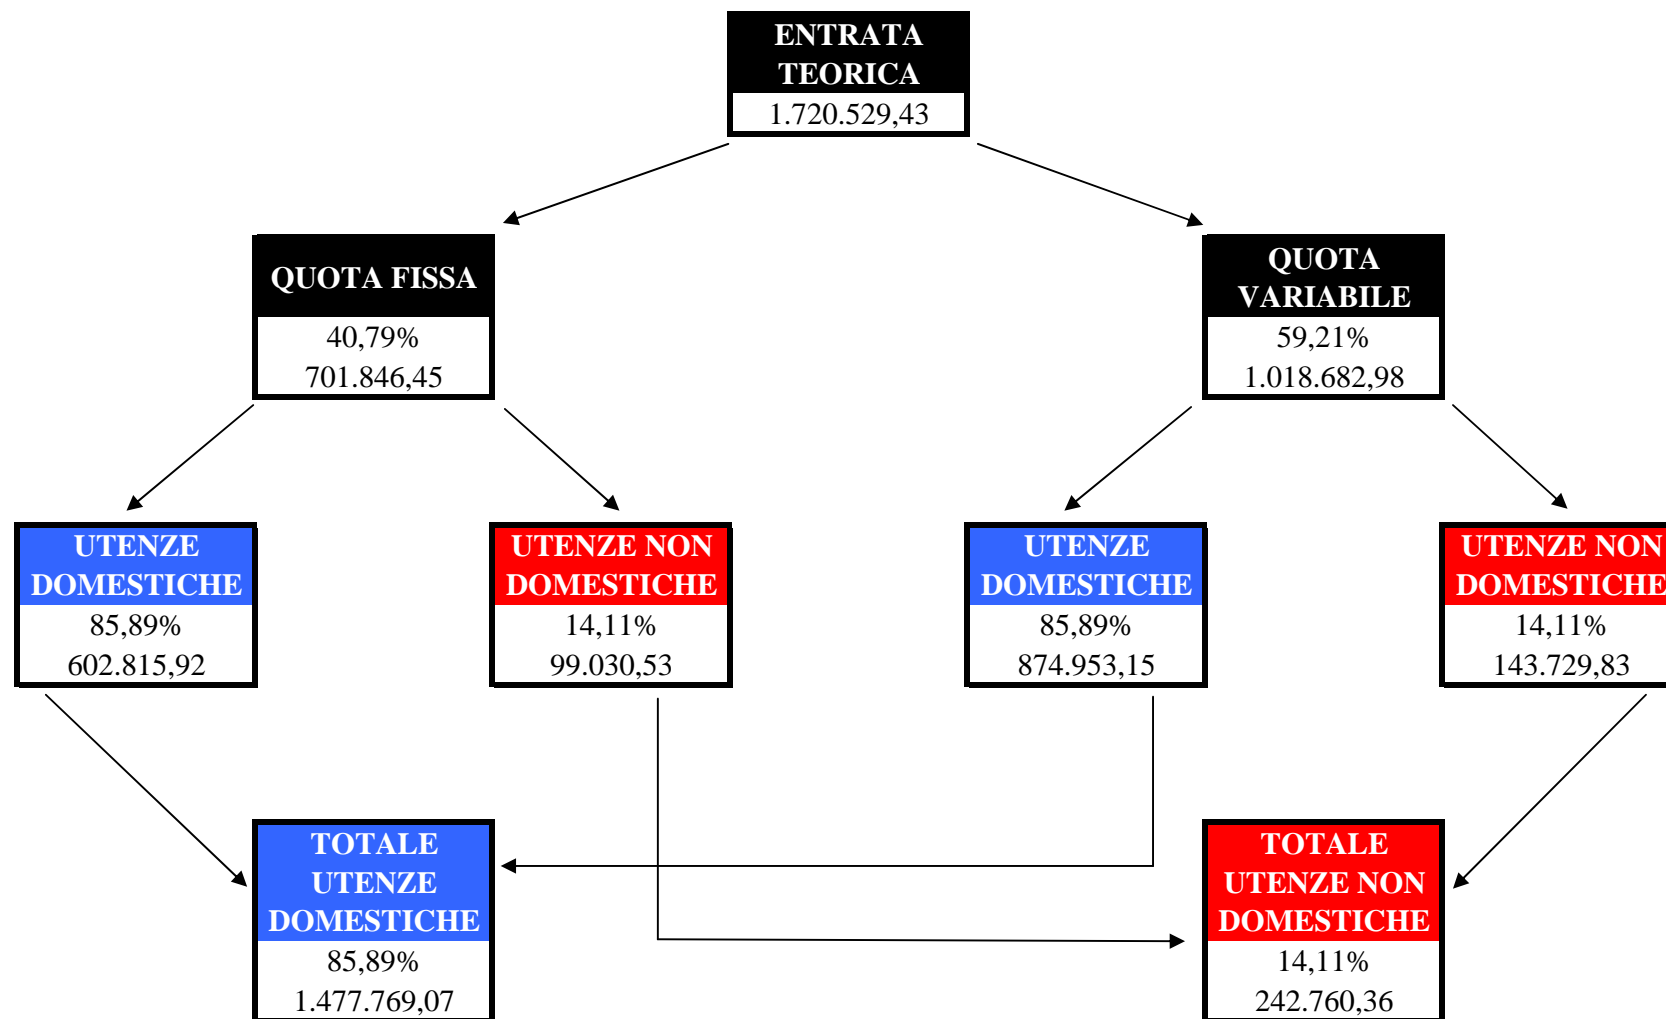 ENTRATA
TEORICA
1.720.529,43
QUOTA FISSA
40,79%
701.846,45
QUOTA
VARIABILE
59,21%
1.018.682,98
UTENZE
DOMESTICHE
85,89%
602.815,92
UTENZE NON
DOMESTICHE
14,11%
99.030,53
UTENZE
DOMESTICHE
85,89%
874.953,15
UTENZE NON
DOMESTICHE
14,11%
143.729,83
TOTALE
UTENZE
DOMESTICHE
85,89%
1.477.769,07
TOTALE
UTENZE NON
DOMESTICHE
14,11%
242.760,36